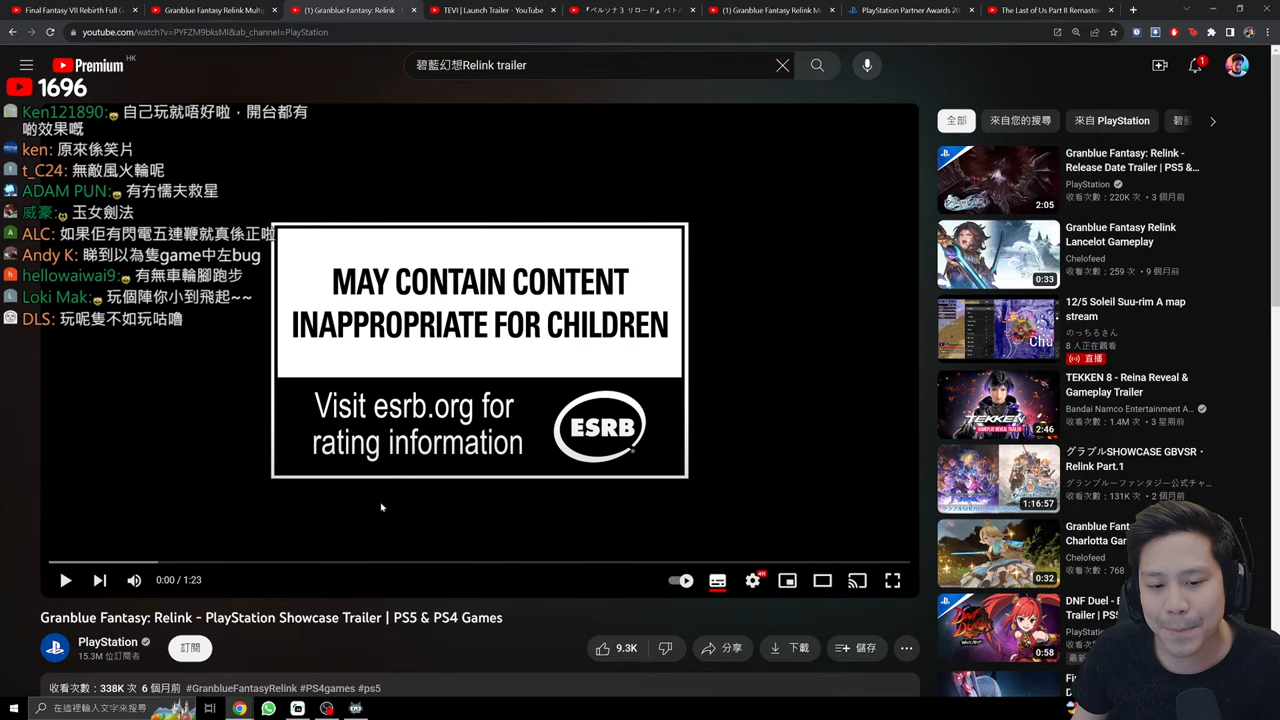 Final Fantasy VII Rebirth Full G
Granblue Fantasy Relink Multip
(1) Granblue Fantasy: Relink -
TEVI | Launch Trailer - YouTube
『ペルソナ３ リロード』バトル
(1) Granblue Fantasy Relink M
PlayStation Partner Awards 20
The Last of Us Part II Remaste
youtube.com/watch?v=PYFZM9bksMI&ab_channel=PlayStation
Premium HK
碧藍幻想Relink trailer
1
1696
Ken121890: 自己玩就唔好啦，開台都有
啲效果嘅
ken: 原來係笑片
t_C24: 無敵風火輪呢
ADAM PUN: 有冇懦夫救星
威豪: 玉女劍法
ALC: 如果佢有閃電五連鞭就真係正啦
Andy K: 睇到以為隻game中左bug
hellowaiwai9: 有無車輪腳跑步
Loki Mak: 玩個陣你小到飛起~~
DLS: 玩呢隻不如玩咕嚕
MAY CONTAIN CONTENT
INAPPROPRIATE FOR CHILDREN
Visit esrb.org for
rating information
ESRB
0:00 / 1:23
Granblue Fantasy: Relink - PlayStation Showcase Trailer | PS5 & PS4 Games
PlayStation
15.3M 位訂閱者
訂閱
9.3K
分享
下載
儲存
收看次數：338K 次 6 個月前 #GranblueFantasyRelink #PS4games #ps5
全部
來自您的搜尋
來自 PlayStation
碧藍
Granblue Fantasy: Relink -
Release Date Trailer | PS5 &...
PlayStation
收看次數：220K 次 • 3 個月前
2:05
Granblue Fantasy Relink
Lancelot Gameplay
Chelofeed
收看次數：259 次 • 9 個月前
0:33
12/5 Soleil Suu-rim A map
stream
のっちるさん
8 人正在觀看
直播
Chu
TEKKEN 8 - Reina Reveal &
Gameplay Trailer
Bandai Namco Entertainment A...
收看次數：1.4M 次 • 3 星期前
TEKKEN
2:46
グラブルSHOWCASE GBVSR・
Relink Part.1
グランブルーファンタジー公式チャ...
收看次數：131K 次 • 2 個月前
1:16:57
Granblue Fant
Charlotta Gam
Chelofeed
收看次數：768
0:32
DNF Duel -
PlayStation
收看次數：
最新
0:58
在這裡輸入文字來搜尋